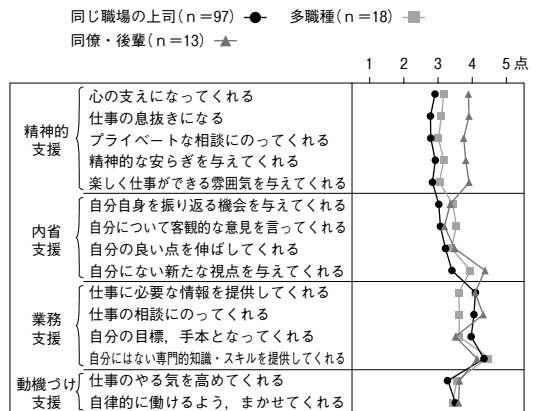 同じ職場の上司（n＝97）　多職種（n＝18）
同僚・後輩（n＝13）
1　2　3　4　5 点
精神的支援
心の支えになってくれる
仕事の息抜きになる
プライベートな相談にのってくれる
精神的な安らぎを与えてくれる
楽しく仕事ができる雰囲気を与えてくれる
内省支援
自分自身を振り返る機会を与えてくれる
自分について客観的な意見を言ってくれる
自分の良い点を伸ばしてくれる
自分にない新たな視点を与えてくれる
業務支援
仕事に必要な情報を提供してくれる
仕事の相談にのってくれる
自分の目標，手本となってくれる
自分にはない専門的知識・スキルを提供してくれる
動機づけ支援
仕事のやる気を高めてくれる
自律的に働けるよう，まかせてくれる